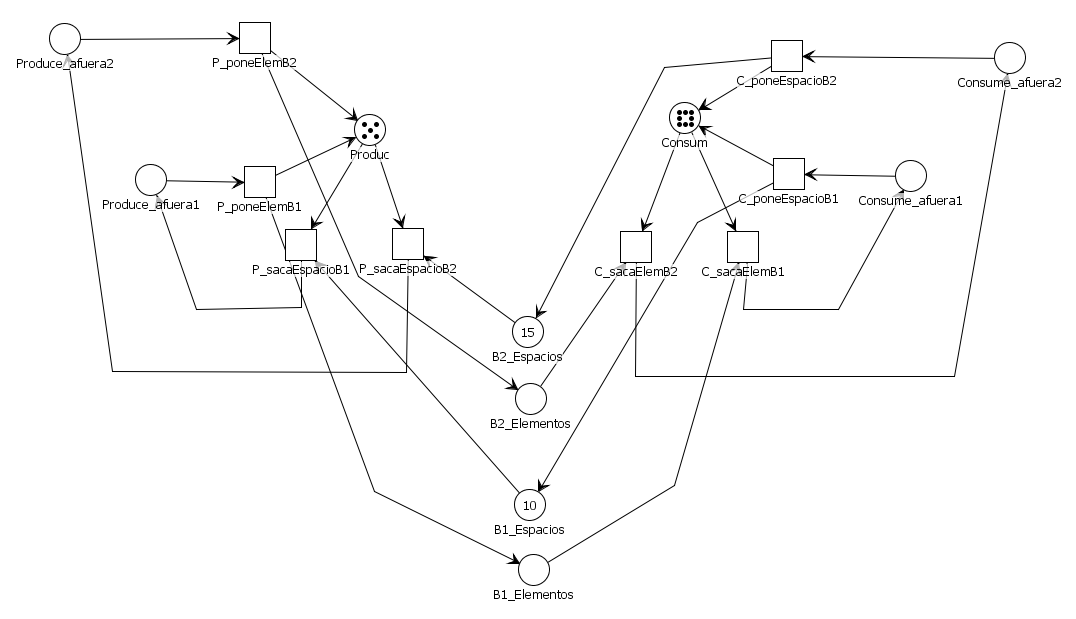 Produce_afuera2
P_poneElemB2
C_poneEspacioB2
Consume_afuera2
Produc
Consum
Produce_afuera1
P_poneElemB1
C_poneEspacioB1
Consume_afuera1
P_sacaEspacioB1
P_sacaEspacioB2
C_sacaElemB2
C_sacaElemB1
15
B2_Espacios
B2_Elementos
10
B1_Espacios
B1_Elementos